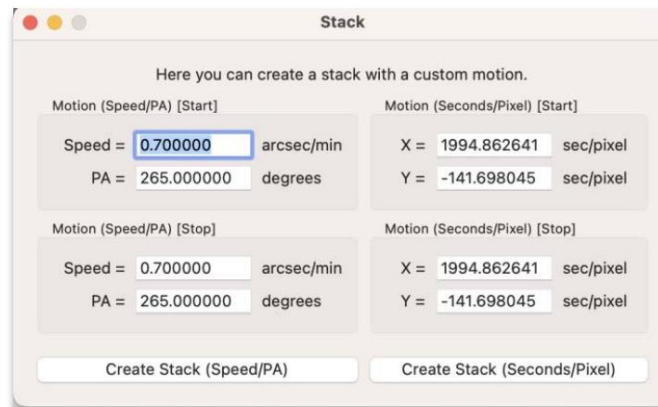 Stack
Here you can create a stack with a custom motion.
Motion (Speed/PA) [Start]
Speed = 0.700000 arcsec/min
PA = 265.000000 degrees
Motion (Seconds/Pixel) [Start]
X = 1994.862641 sec/pixel
Y = -141.698045 sec/pixel
Motion (Speed/PA) [Stop]
Speed = 0.700000 arcsec/min
PA = 265.000000 degrees
Motion (Seconds/Pixel) [Stop]
X = 1994.862641 sec/pixel
Y = -141.698045 sec/pixel
Create Stack (Speed/PA)
Create Stack (Seconds/Pixel)